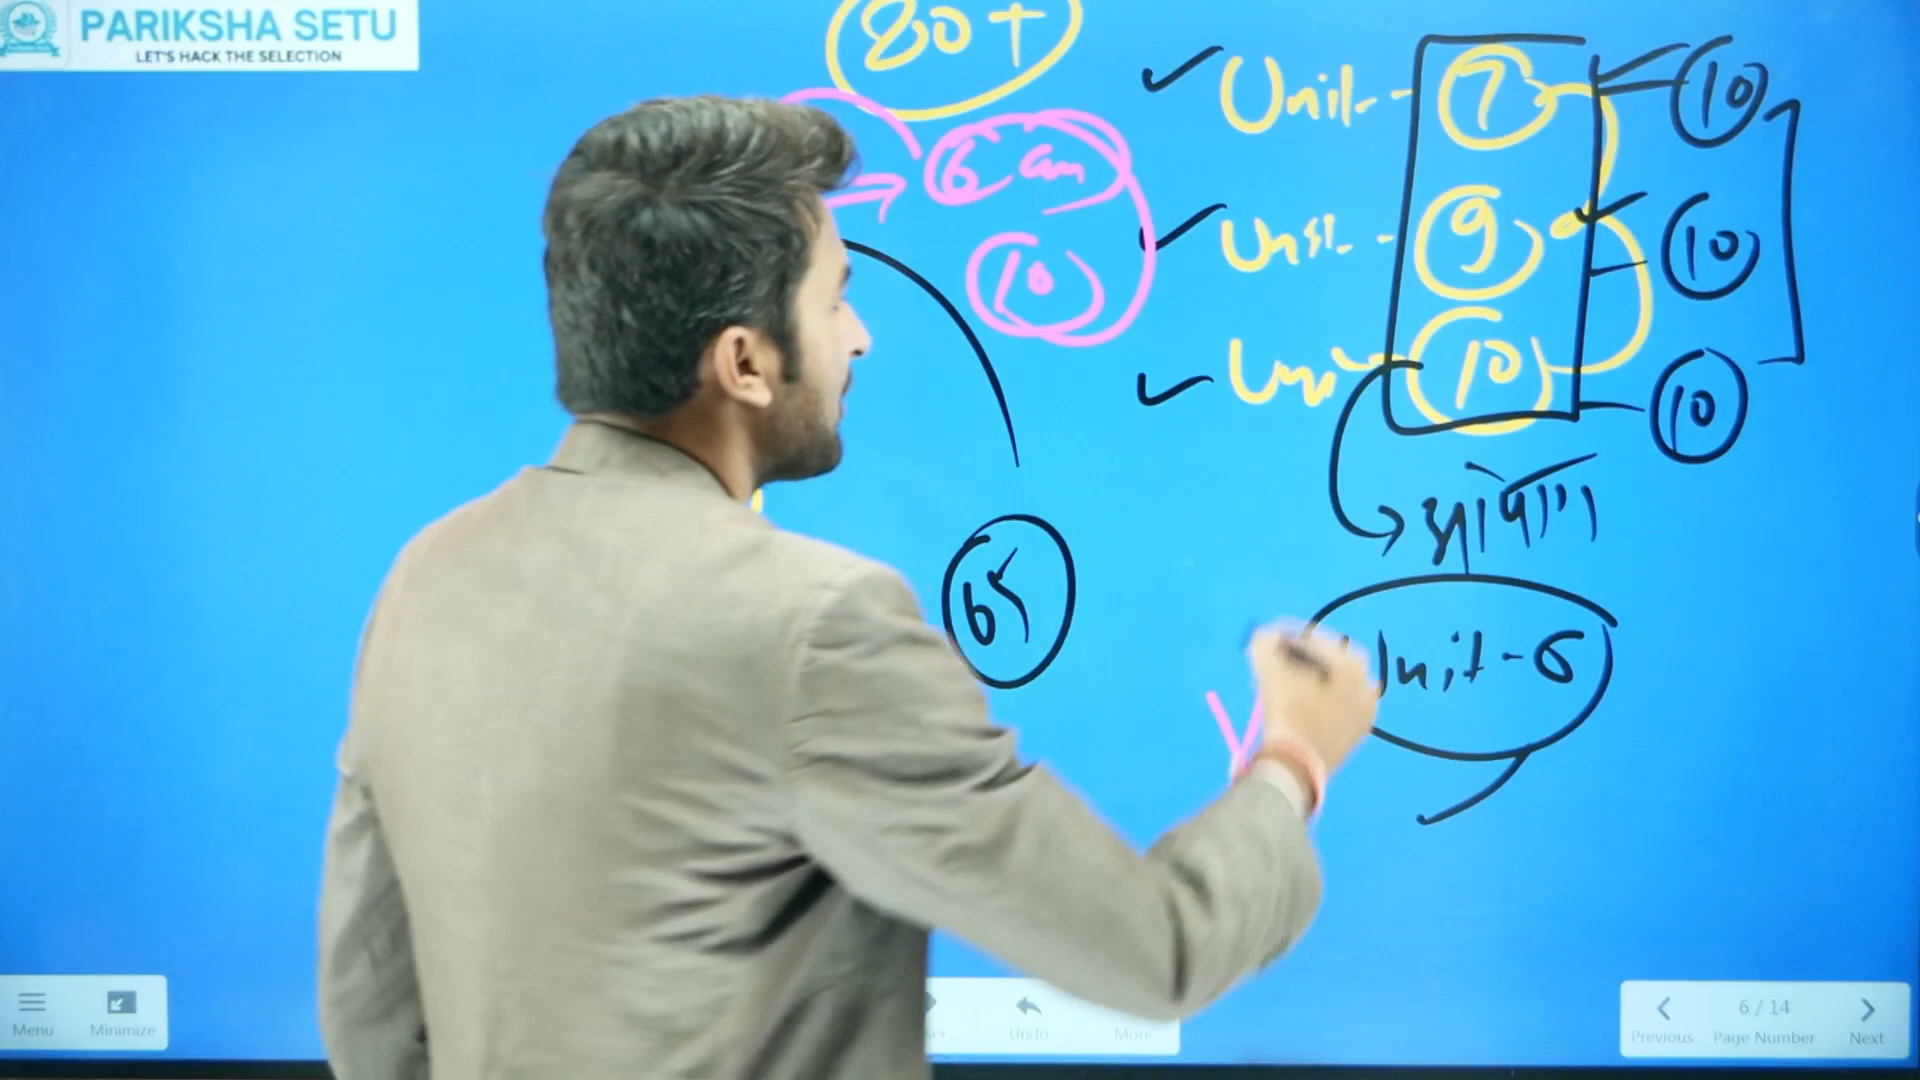 PARIKSHA SETU
LET'S HACK THE SELECTION
80+
6 am
10
Unit - 7
10
Unit - 9
10
Uni 10
10
65
Unit-6
Menu
Minimize
Undo
More
6 / 14
Previous
Page Number
Next